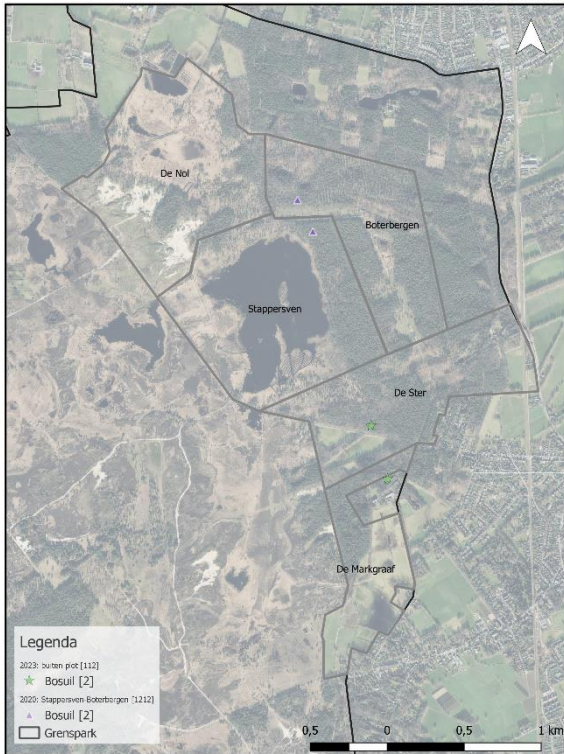 De Nol
Boterbergen
Stappersven
De Ster
De Markgraaf
Legenda
2023: buiten plot [112]
Bosuil [2]
2020: Stappersven-Boterbergen [1212]
Bosuil [2]
Grenspark
0,5 0 0,5 1 km